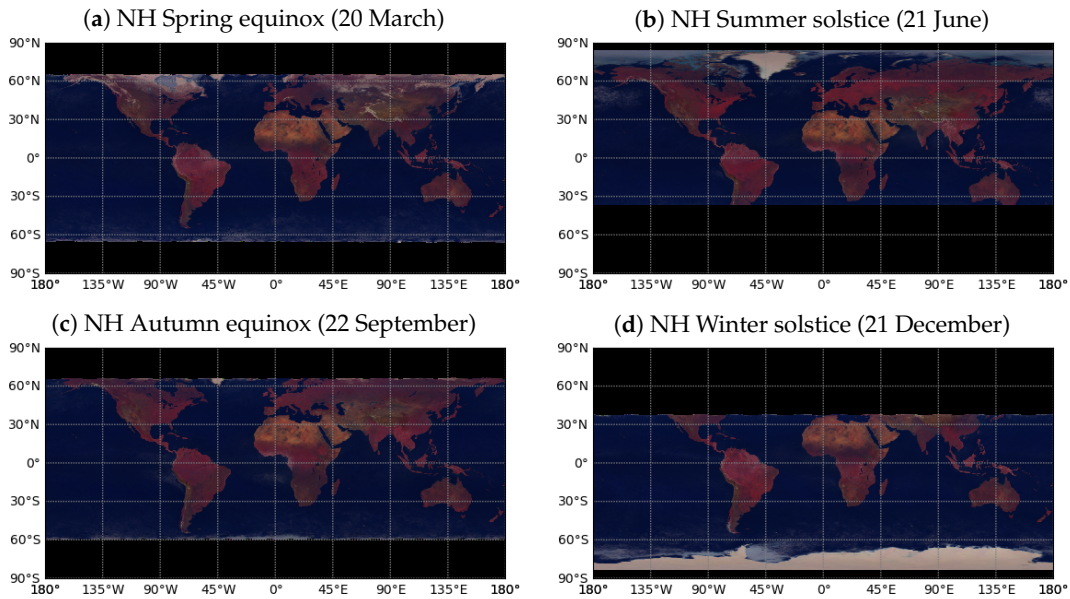 (a) NH Spring equinox (20 March)
(b) NH Summer solstice (21 June)
90°N
60°N
30°N
0°
30°S
60°S
90°S
180° 135°W 90°W 45°W 0° 45°E 90°E 135°E 180°
90°N
60°N
30°N
0°
30°S
60°S
90°S
180° 135°W 90°W 45°W 0° 45°E 90°E 135°E 180°
(c) NH Autumn equinox (22 September)
(d) NH Winter solstice (21 December)
90°N
60°N
30°N
0°
30°S
60°S
90°S
180° 135°W 90°W 45°W 0° 45°E 90°E 135°E 180°
90°N
60°N
30°N
0°
30°S
60°S
90°S
180° 135°W 90°W 45°W 0° 45°E 90°E 135°E 180°